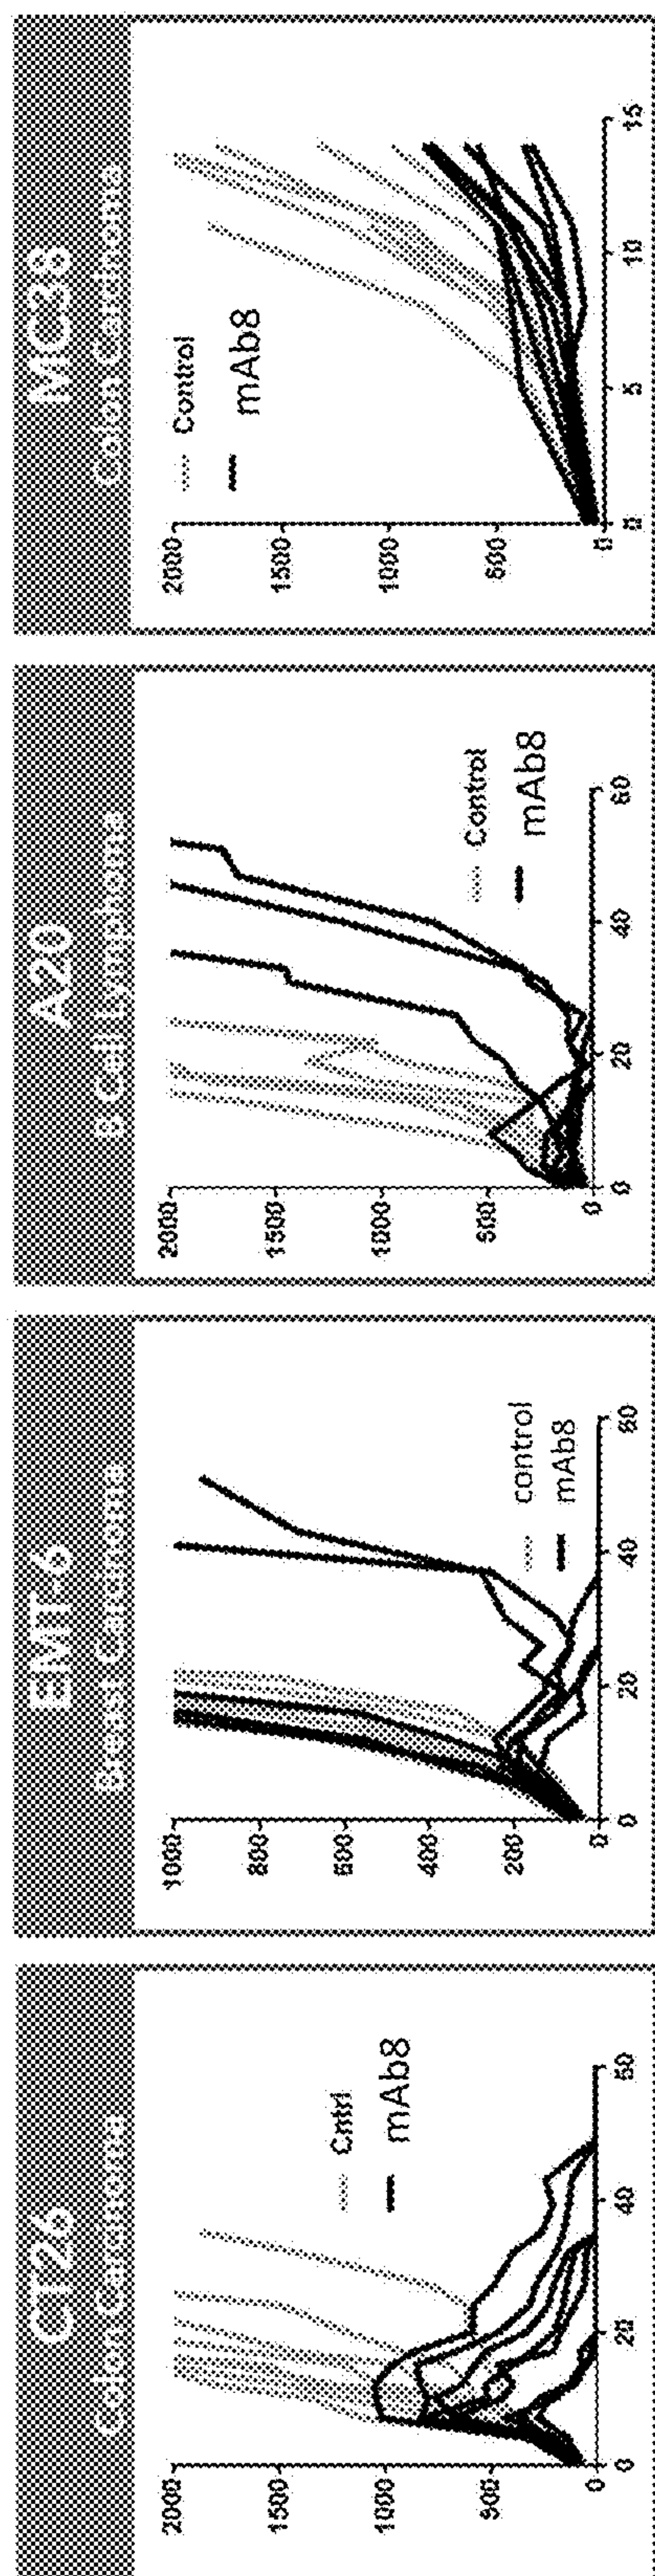 CT26
Colon Carcinoma
2000
1500
1000
500
0
0 20 40 60
Cntrl
mAb8
EMT-6
Breast Carcinoma
1000
800
600
400
200
0
0 20 40 60
control
mAb8
A20
B Cell Lymphoma
2000
1500
1000
500
0
0 20 40 60
Control
mAb8
MC38
Colon Carcinoma
2000
1500
1000
500
0
0 5 10 15
Control
mAb8